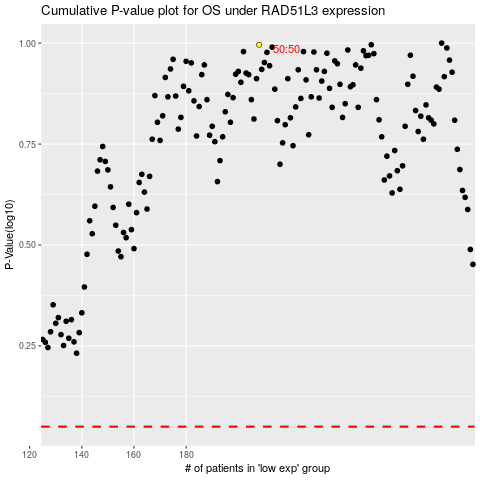 Cumulative P-value plot for OS under RAD51L3 expression
P-Value(log10)
1.00
0.75
0.50
0.25
50:50
120 140 160 180
# of patients in 'low exp' group